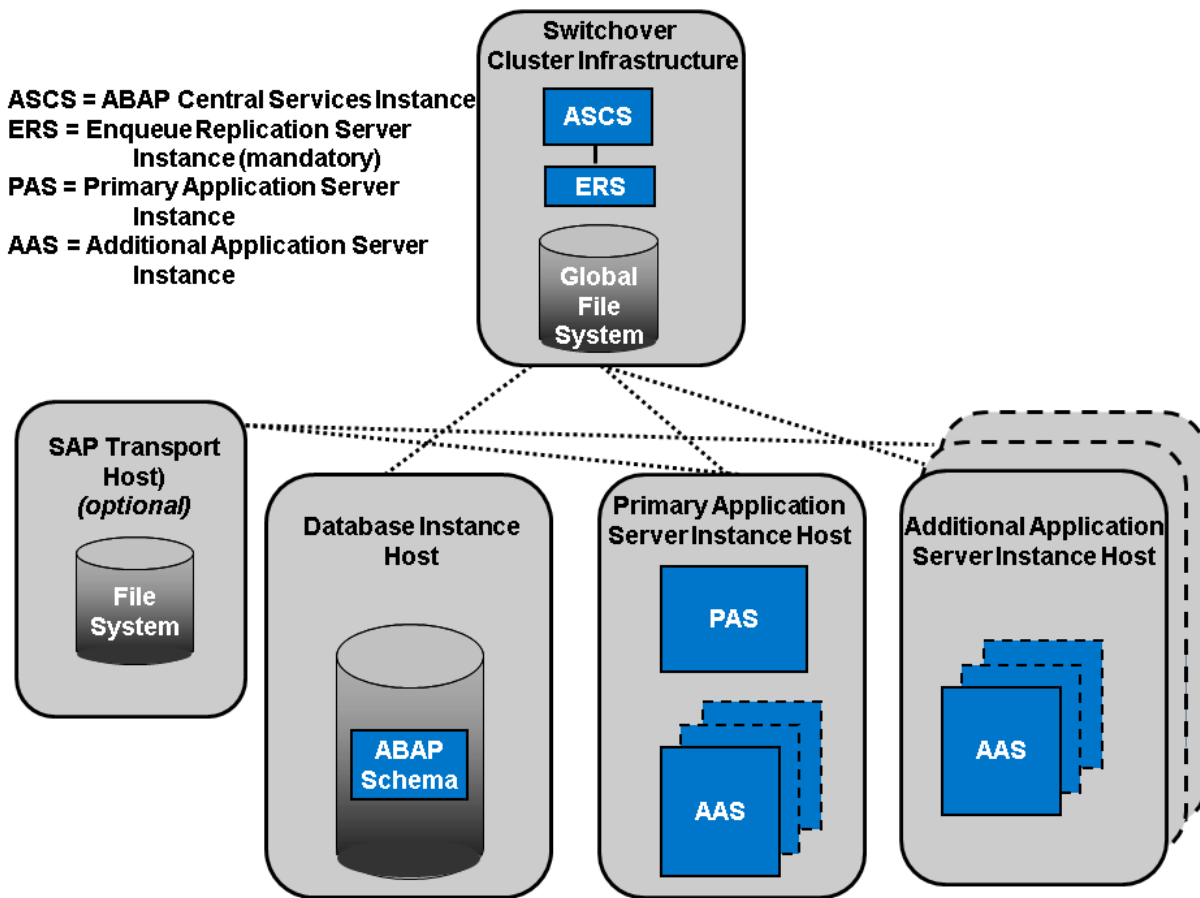 Switchover
Cluster Infrastructure
ASCS = ABAP Central Services Instance
ERS = Enqueue Replication Server
Instance (mandatory)
PAS = Primary Application Server
Instance
AAS = Additional Application Server
Instance
ASCS
ERS
Global
File
System
SAP Transport
Host)
(optional)
File
System
Database Instance
Host
ABAP
Schema
Primary Application
Server Instance Host
PAS
AAS
Additional Application
Server Instance Host
AAS